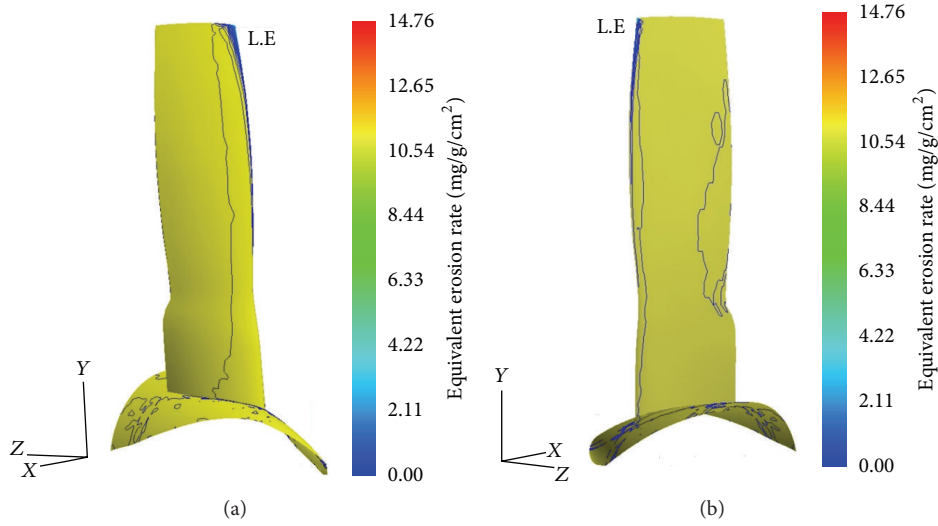 L.E
14.76
12.65
10.54
8.44
6.33
4.22
2.11
0.00
Equivalent erosion rate (mg/g/cm²)
Y
Z
X
(a)
L.E
14.76
12.65
10.54
8.44
6.33
4.22
2.11
0.00
Equivalent erosion rate (mg/g/cm²)
Y
X
Z
(b)